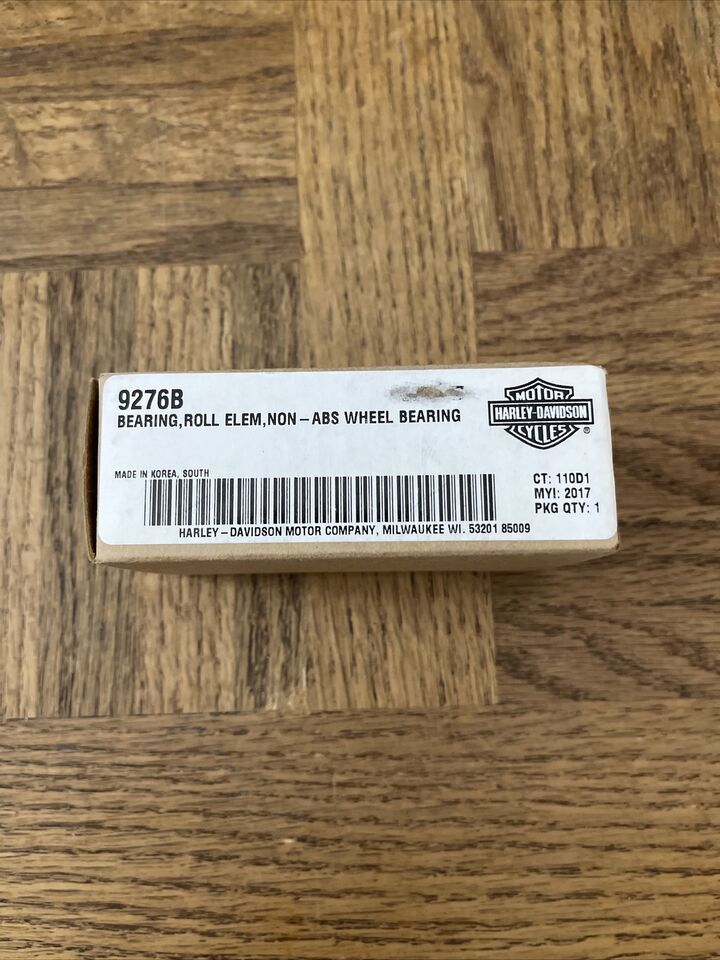 9276B
BEARING,ROLL ELEM,NON-ABS WHEEL BEARING
MOTOR
HARLEY-DAVIDSON
CYCLES
®
MADE IN KOREA, SOUTH
CT: 110D1
MYI: 2017
PKG QTY: 1
HARLEY-DAVIDSON MOTOR COMPANY, MILWAUKEE WI. 53201 85009